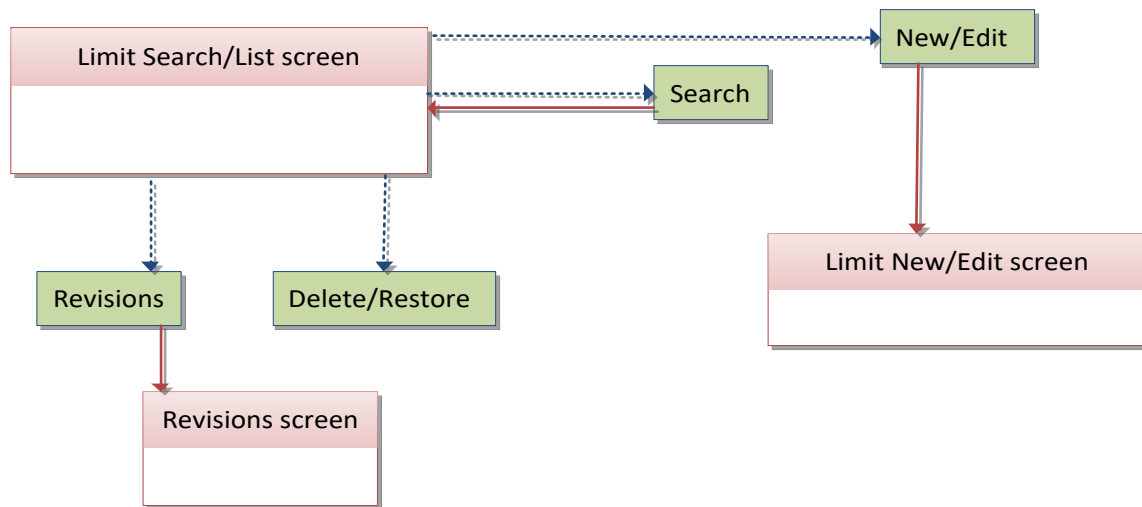 Limit Search/List screen
New/Edit
Search
Limit New/Edit screen
Revisions
Delete/Restore
Revisions screen